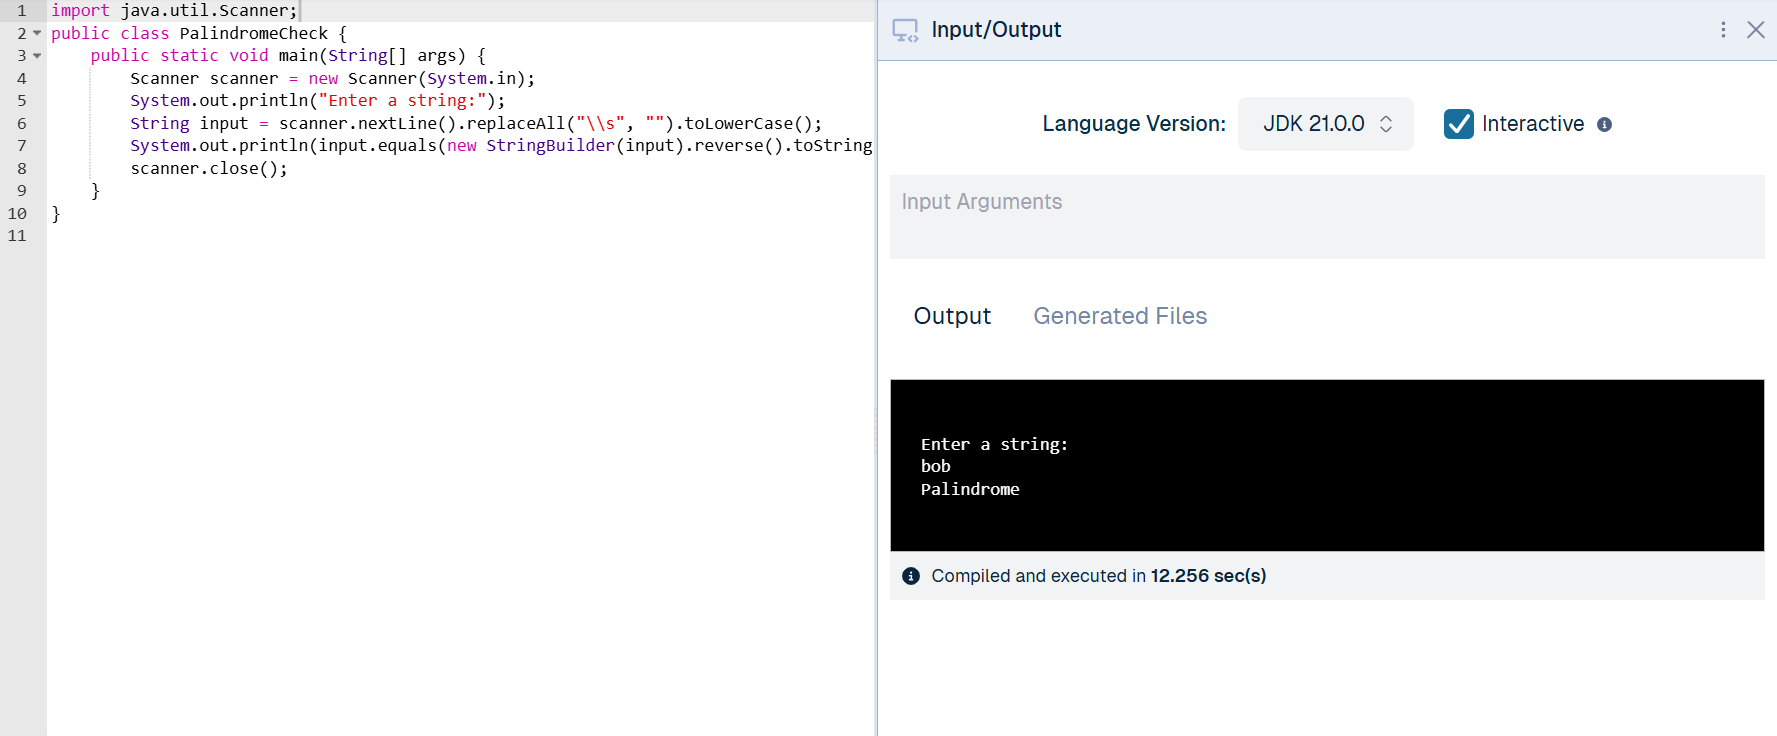 1 import java.util.Scanner;
2 public class PalindromeCheck {
3     public static void main(String[] args) {
4         Scanner scanner = new Scanner(System.in);
5         System.out.println("Enter a string:");
6         String input = scanner.nextLine().replaceAll("\\s", "").toLowerCase();
7         System.out.println(input.equals(new StringBuilder(input).reverse().toString
8         scanner.close();
9     }
10 }
11
Input/Output
Language Version: JDK 21.0.0 Interactive
Input Arguments
Output Generated Files
Enter a string:
bob
Palindrome
Compiled and executed in 12.256 sec(s)